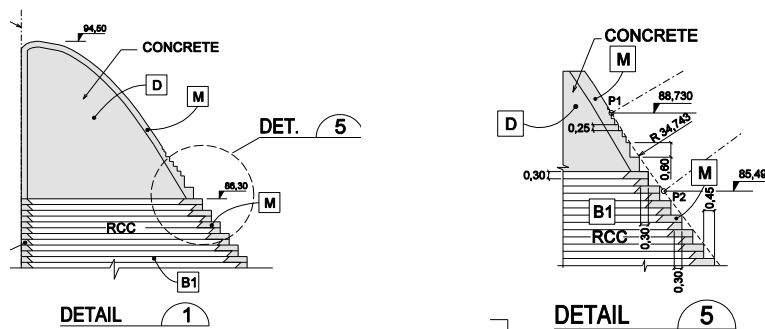 94,50
CONCRETE
D
M
DET. 5
86,30
M
RCC
B1
DETAIL 1
CONCRETE
M
P1
88,730
D
0,25
R 34,743
0,60
0,30
M
P2
85,49
0,45
B1
0,30
RCC
0,30
DETAIL 5